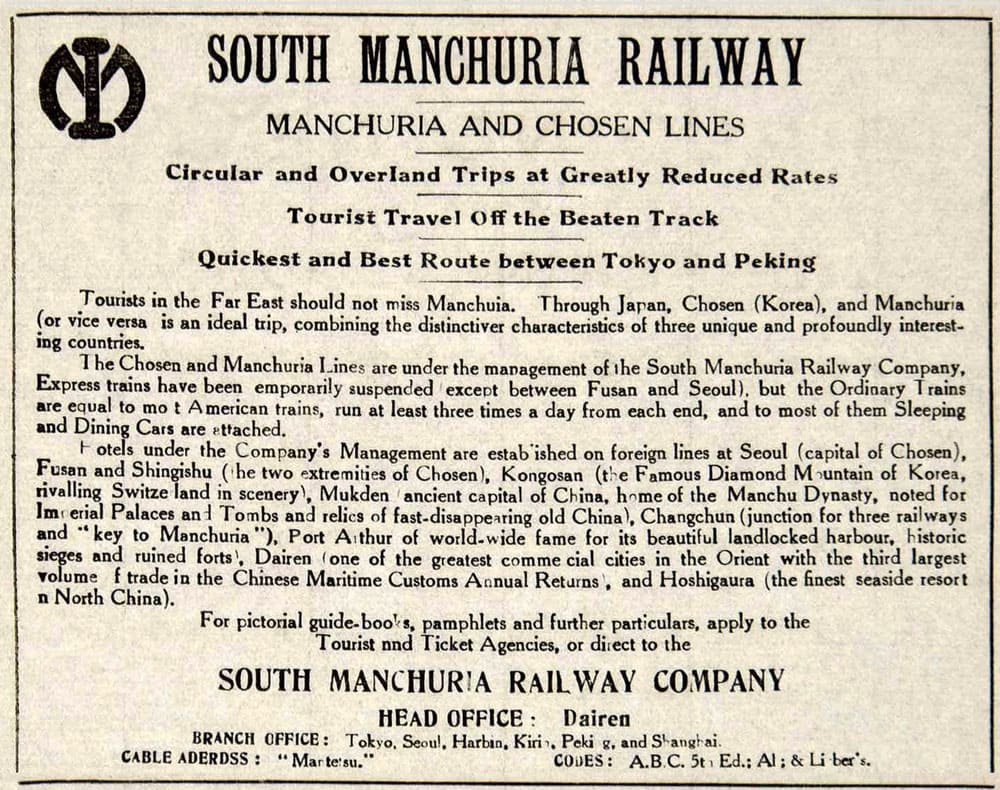 SOUTH MANCHURIA RAILWAY
MANCHURIA AND CHOSEN LINES
Circular and Overland Trips at Greatly Reduced Rates
Tourist Travel Off the Beaten Track
Quickest and Best Route between Tokyo and Peking
Tourists in the Far East should not miss Manchuia. Through Japan, Chosen (Korea), and Manchuria
(or vice versa is an ideal trip, combining the distinctiver characteristics of three unique and profoundly interest-
ing countries.
The Chosen and Manchuria Lines are under the management of the South Manchuria Railway Company,
Express trains have been emporarily suspended (except between Fusan and Seoul), but the Ordinary Trains
are equal to mo t American trains, run at least three times a day from each end, and to most of them Sleeping
and Dining Cars are attached.
Hotels under the Company's Management are estab'ished on foreign lines at Seoul (capital of Chosen),
Fusan and Shingishu (the two extremities of Chosen), Kongosan (the Famous Diamond Mountain of Korea,
rivalling Switze land in scenery), Mukden (ancient capital of China, home of the Manchu Dynasty, noted for
Imperial Palaces and Tombs and relics of fast-disappearing old China), Changchun (junction for three railways
and "key to Manchuria"), Port Arthur of world-wide fame for its beautiful landlocked harbour, historic
sieges and ruined forts), Dairen (one of the greatest comme cial cities in the Orient with the third largest
volume f trade in the Chinese Maritime Customs Annual Returns), and Hoshigaura (the finest seaside resort
n North China).
For pictorial guide-books, pamphlets and further particulars, apply to the
Tourist nnd Ticket Agencies, or direct to the
SOUTH MANCHURIA RAILWAY COMPANY
HEAD OFFICE: Dairen
BRANCH OFFICE: Tokyo, Seoul, Harbin, Kirin, Peki g, and Shanghai.
CABLE ADERDSS: "Mantetsu."
CODES: A.B.C. 5th Ed.; A1; & Lieber's.